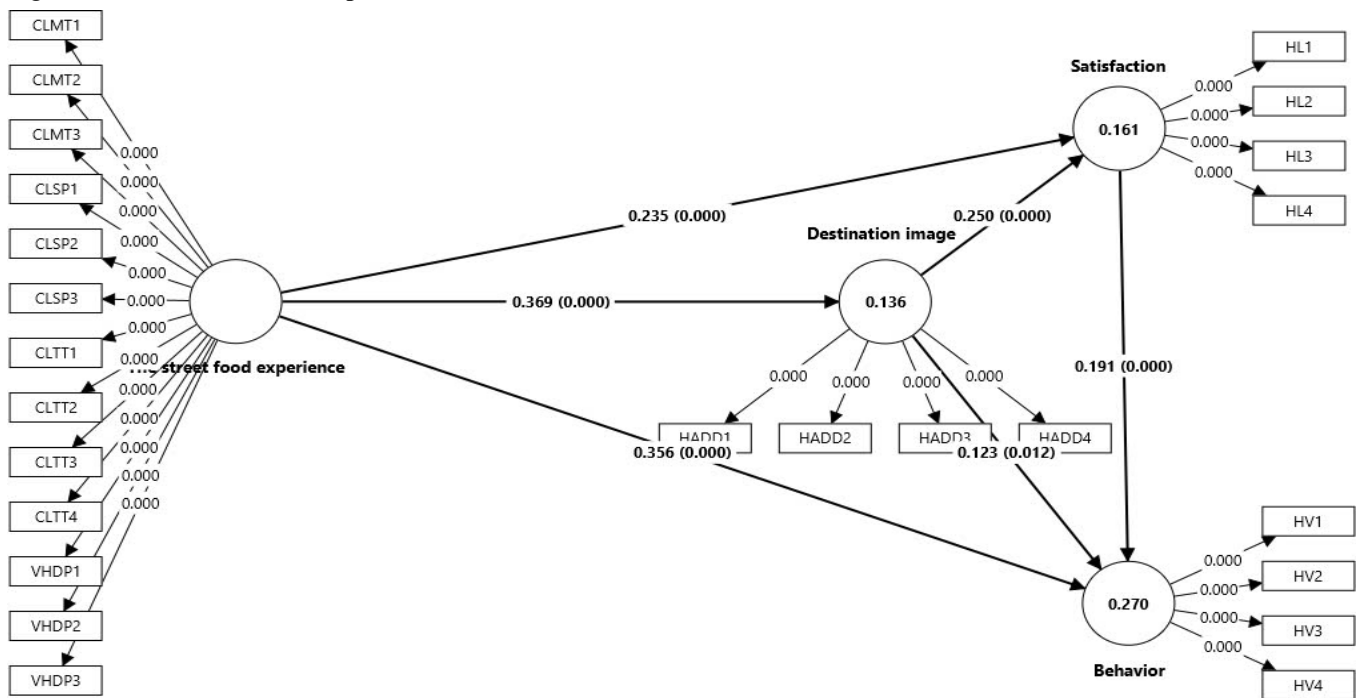 CLMT1
CLMT2
CLMT3
CLSP1
CLSP2
CLSP3
CLTT1
CLTT2
CLTT3
CLTT4
VHDP1
VHDP2
VHDP3
0.000
0.000
0.000
0.000
0.000
0.000
0.000
0.000
0.000
0.000
0.000
0.000
0.000
street food experience
0.235 (0.000)
0.369 (0.000)
0.356 (0.000)
Destination image
0.136
0.250 (0.000)
0.000
0.000
0.000
0.000
HADD1
HADD2
HADD3
HADD4
0.123 (0.012)
Satisfaction
0.161
0.000
0.000
0.000
0.000
HL1
HL2
HL3
HL4
0.191 (0.000)
0.270
Behavior
0.000
0.000
0.000
0.000
HV1
HV2
HV3
HV4